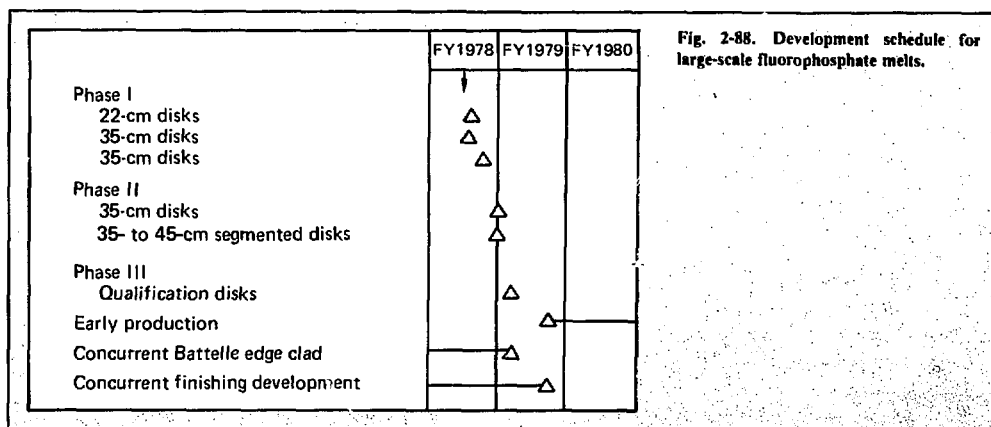 FY1978 FY1979 FY1980
Phase I
22-cm disks
35-cm disks
35-cm disks
Phase II
35-cm disks
35- to 45-cm segmented disks
Phase III
Qualification disks
Early production
Concurrent Battelle edge clad
Concurrent finishing development
Fig. 2-88. Development schedule for
large-scale fluorophosphate melts.